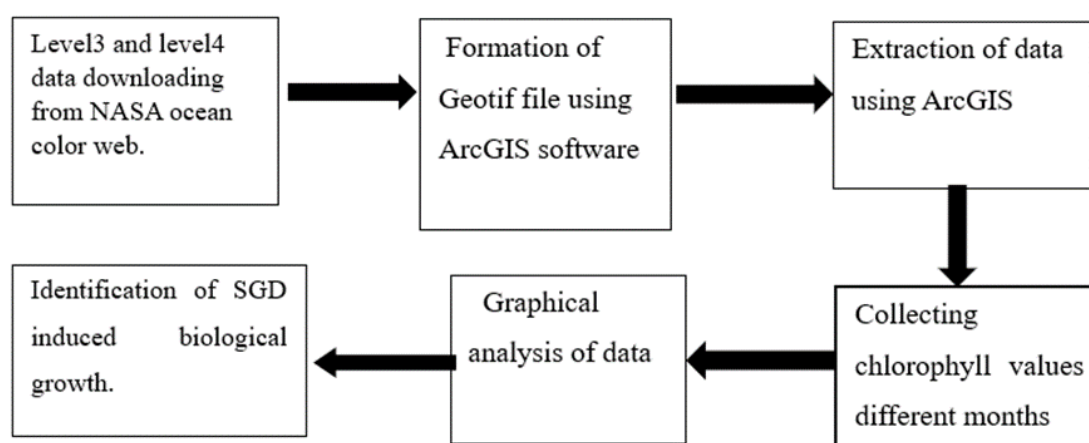 Level3 and level4
data downloading
from NASA ocean
color web.
Formation of
Geotif file using
ArcGIS software
Extraction of data
using ArcGIS
Collecting
chlorophyll values
different months
Graphical
analysis of data
Identification of SGD
induced biological
growth.